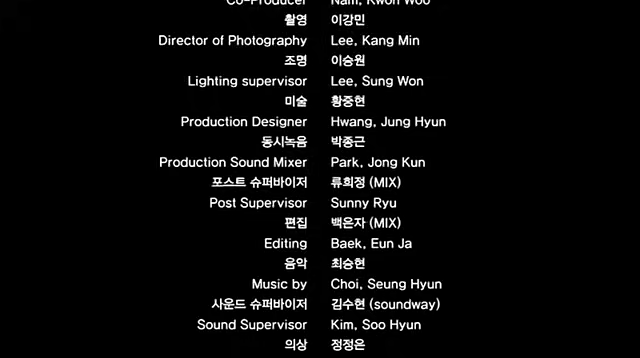 Co-Producer Nam, Kwon Woo
촬영 이강민
Director of Photography Lee, Kang Min
조명 이승원
Lighting supervisor Lee, Sung Won
미술 황중현
Production Designer Hwang, Jung Hyun
동시녹음 박종근
Production Sound Mixer Park, Jong Kun
포스트 슈퍼바이저 류희정 (MIX)
Post Supervisor Sunny Ryu
편집 백은자 (MIX)
Editing Baek, Eun Ja
음악 최승현
Music by Choi, Seung Hyun
사운드 슈퍼바이저 김수현 (soundway)
Sound Supervisor Kim, Soo Hyun
의상 정정은